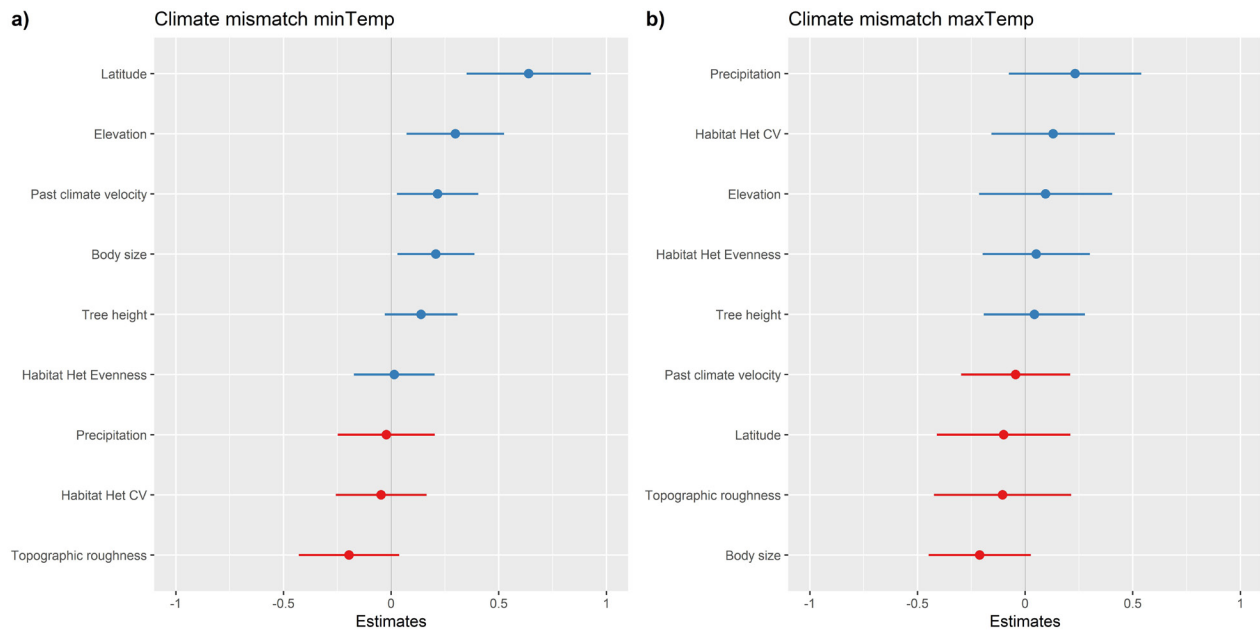 a)
Climate mismatch minTemp
Latitude
Elevation
Past climate velocity
Body size
Tree height
Habitat Het Evenness
Precipitation
Habitat Het CV
Topographic roughness
-1 -0.5 0 0.5 1
Estimates
b)
Climate mismatch maxTemp
Precipitation
Habitat Het CV
Elevation
Habitat Het Evenness
Tree height
Past climate velocity
Latitude
Topographic roughness
Body size
-1 -0.5 0 0.5 1
Estimates